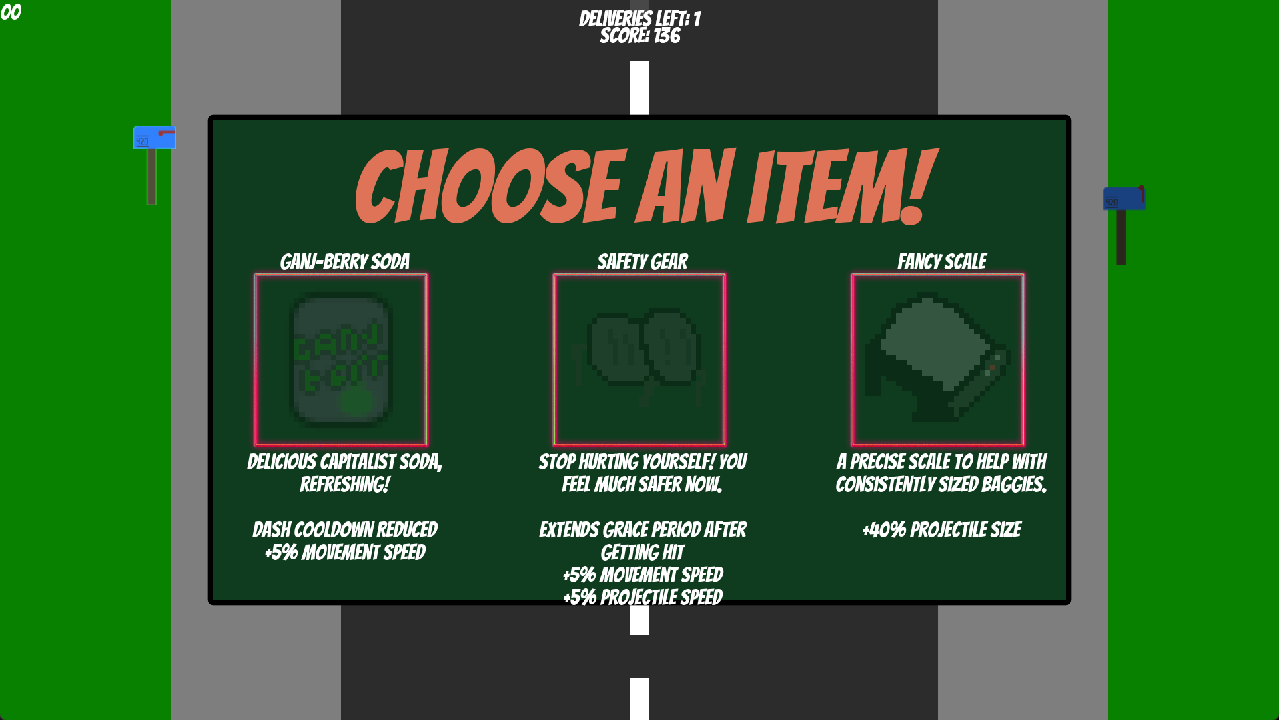 00
DELIVERIES LEFT: 1
SCORE: 136
CHOOSE AN ITEM!
GANJ-BERRY SODA
SAFETY GEAR
FANCY SCALE
DELICIOUS CAPITALIST SODA,
REFRESHING!
DASH COOLDOWN REDUCED
+5% MOVEMENT SPEED
STOP HURTING YOURSELF! YOU
FEEL MUCH SAFER NOW.
EXTENDS GRACE PERIOD AFTER
GETTING HIT
+5% MOVEMENT SPEED
+5% PROJECTILE SPEED
A PRECISE SCALE TO HELP WITH
CONSISTENTLY SIZED BAGGIES.
+40% PROJECTILE SIZE